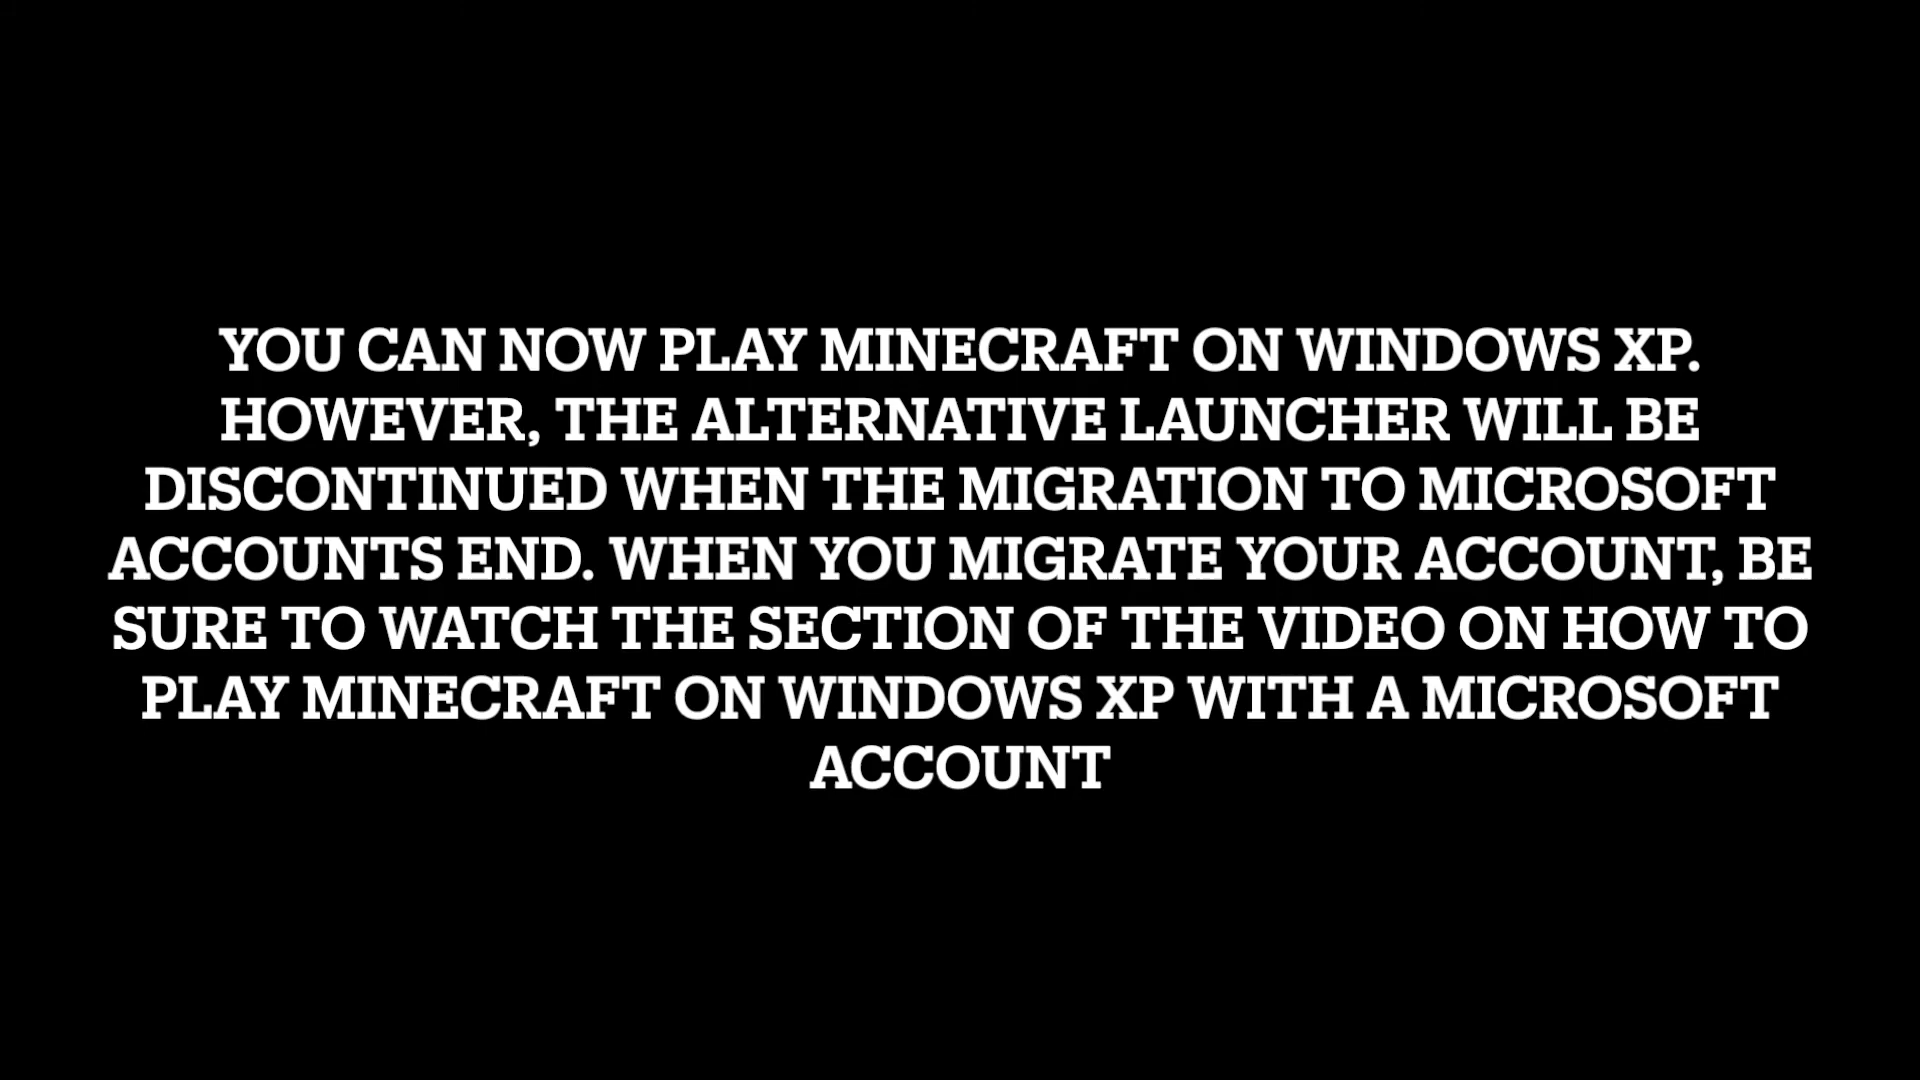 YOU CAN NOW PLAY MINECRAFT ON WINDOWS XP.
HOWEVER, THE ALTERNATIVE LAUNCHER WILL BE
DISCONTINUED WHEN THE MIGRATION TO MICROSOFT
ACCOUNTS END. WHEN YOU MIGRATE YOUR ACCOUNT, BE
SURE TO WATCH THE SECTION OF THE VIDEO ON HOW TO
PLAY MINECRAFT ON WINDOWS XP WITH A MICROSOFT
ACCOUNT